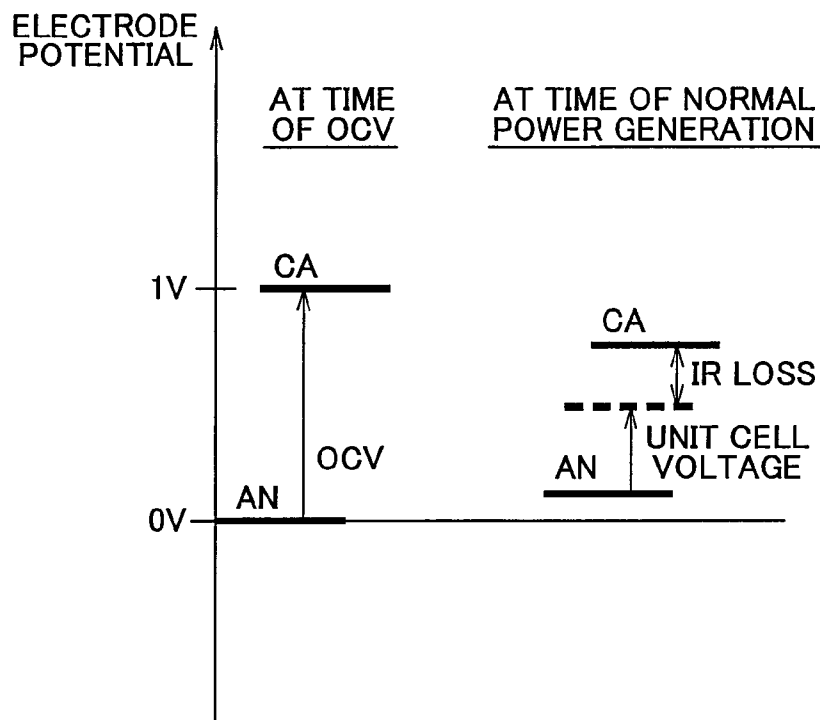 ELECTRODE
POTENTIAL
AT TIME
OF OCV
AT TIME OF NORMAL
POWER GENERATION
CA
1V
CA
IR LOSS
OCV
UNIT CELL
VOLTAGE
AN
AN
0V